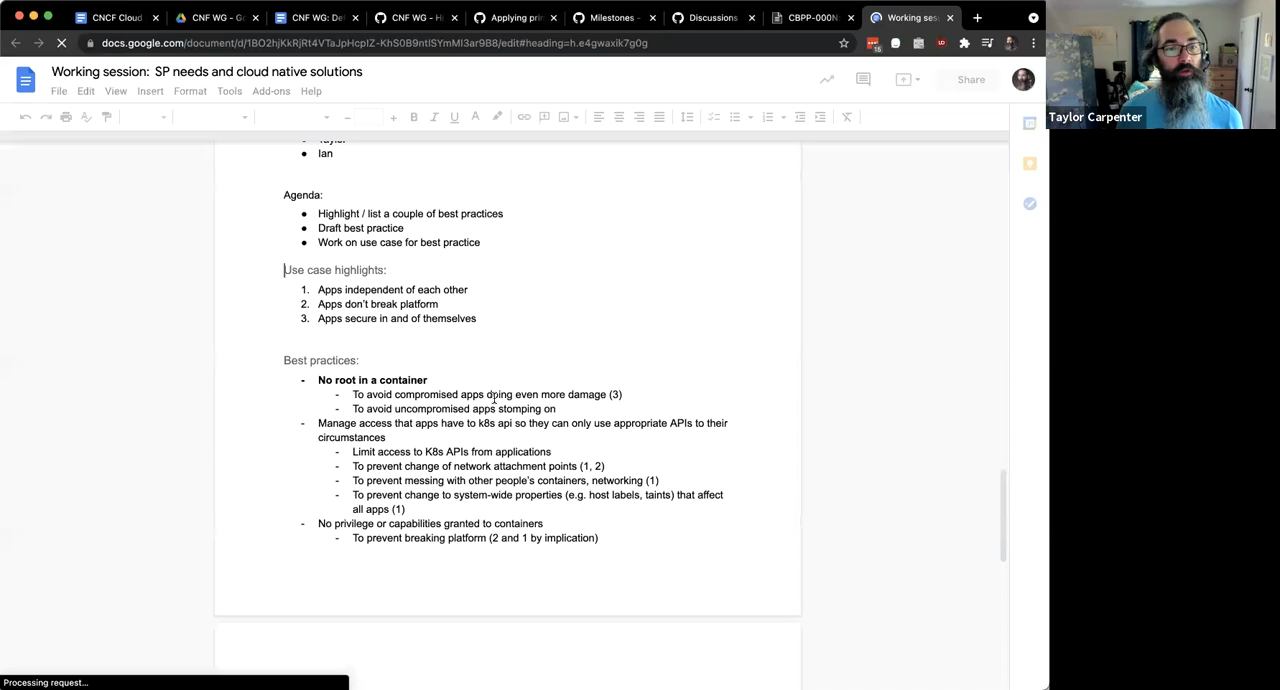 CNCF Cloud
CNF WG - Go
CNF WG: De
CNF WG - Hi
Applying prin
Milestones -
Discussions
CBPP-000N
Working ses
docs.google.com/document/d/1BO2hjKkRjRt4VTaJpHcpIZ-KhS0B9ntISYmMI3ar9B8/edit#heading=h.e4gwaxik7g0g
Working session: SP needs and cloud native solutions
File Edit View Insert Format Tools Add-ons Help
Share
Taylor Carpenter
Taylor
● Ian
Agenda:
● Highlight / list a couple of best practices
● Draft best practice
● Work on use case for best practice
Use case highlights:
1. Apps independent of each other
2. Apps don't break platform
3. Apps secure in and of themselves
Best practices:
- No root in a container
- To avoid compromised apps doing even more damage (3)
- To avoid uncompromised apps stomping on
- Manage access that apps have to k8s api so they can only use appropriate APIs to their
circumstances
- Limit access to K8s APIs from applications
- To prevent change of network attachment points (1, 2)
- To prevent messing with other people's containers, networking (1)
- To prevent change to system-wide properties (e.g. host labels, taints) that affect
all apps (1)
- No privilege or capabilities granted to containers
- To prevent breaking platform (2 and 1 by implication)
Processing request...